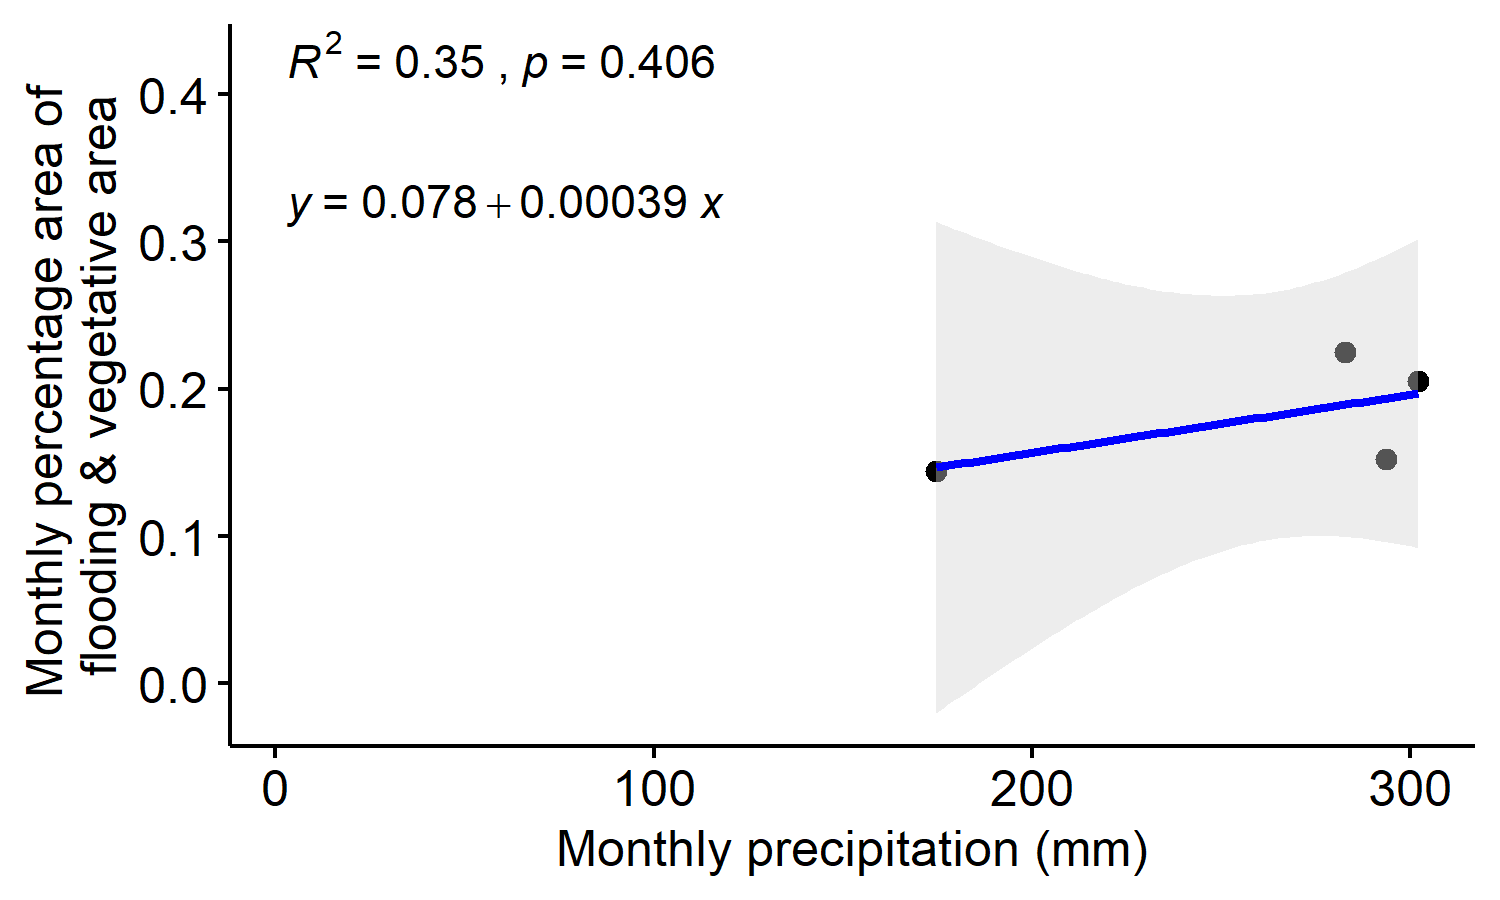 R² = 0.35 , p = 0.406
y = 0.078 + 0.00039 x
Monthly percentage area of
flooding & vegetative area
0.4
0.3
0.2
0.1
0.0
0 100 200 300
Monthly precipitation (mm)